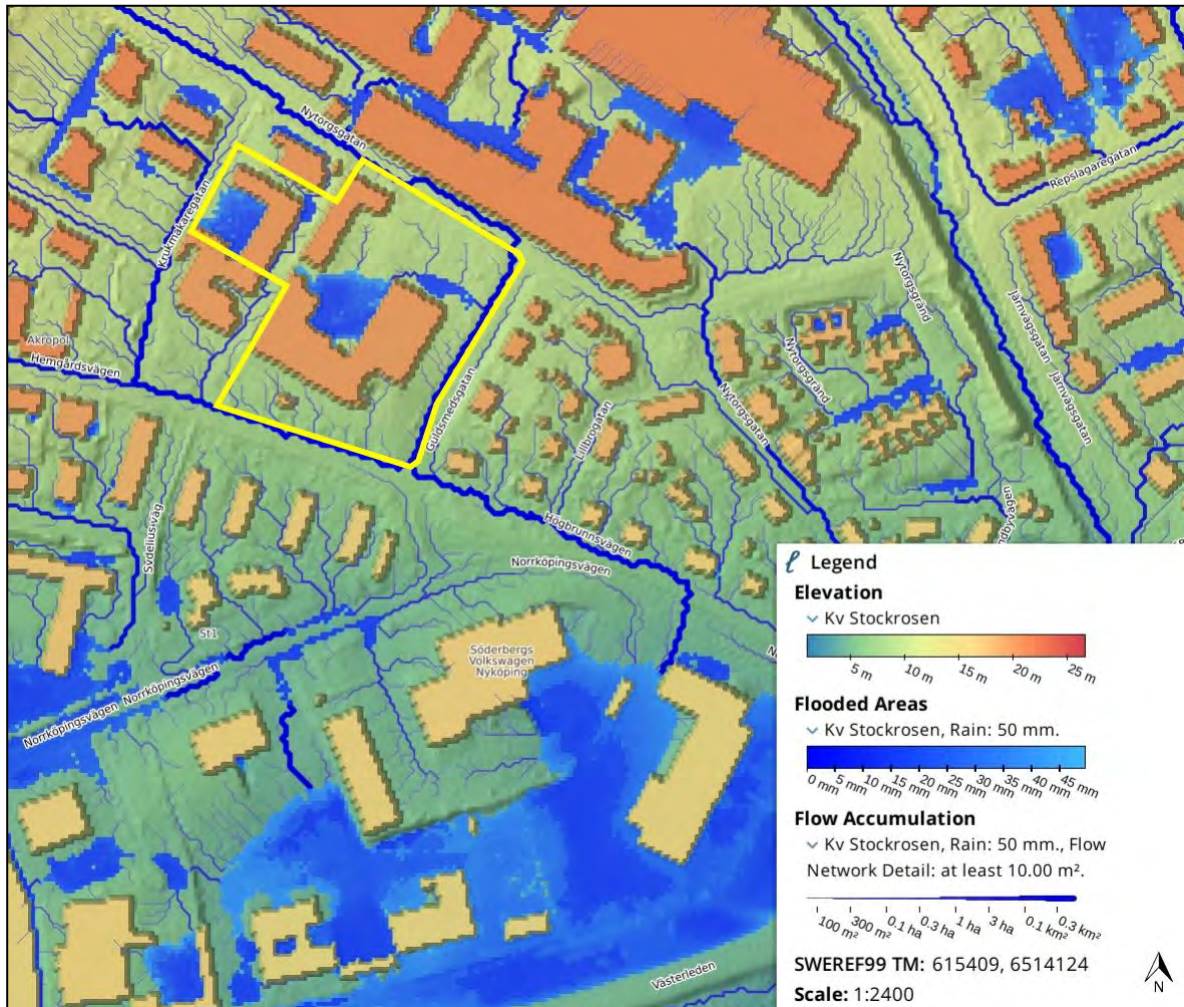 Nytorgsgatan
Krukmakaregatan
Repslagaregatan
Akropol
Hemgårdsvägen
Guldsmedsgatan
Lillbrogatan
Nytorgsgatan
Nytorgsgränd
Nytorgsgränd
Järnvägsgatan
Järnvägsgatan
Högbrunnsvägen
Norrköpingsvägen
St1
Söderbergs
Volkswagen
Nyköping
Norrköpingsvägen Norrköpingsvägen
Västerleden
Legend
Elevation
Kv Stockrosen
5 m 10 m 15 m 20 m 25 m
Flooded Areas
Kv Stockrosen, Rain: 50 mm.
0 mm 5 mm 10 mm 15 mm 20 mm 25 mm 30 mm 35 mm 40 mm 45 mm
Flow Accumulation
Kv Stockrosen, Rain: 50 mm., Flow
Network Detail: at least 10.00 m².
100 m² 300 m² 0.1 ha 0.3 ha 1 ha 3 ha 0.1 km² 0.3 km²
SWEREF99 TM: 615409, 6514124
Scale: 1:2400
N